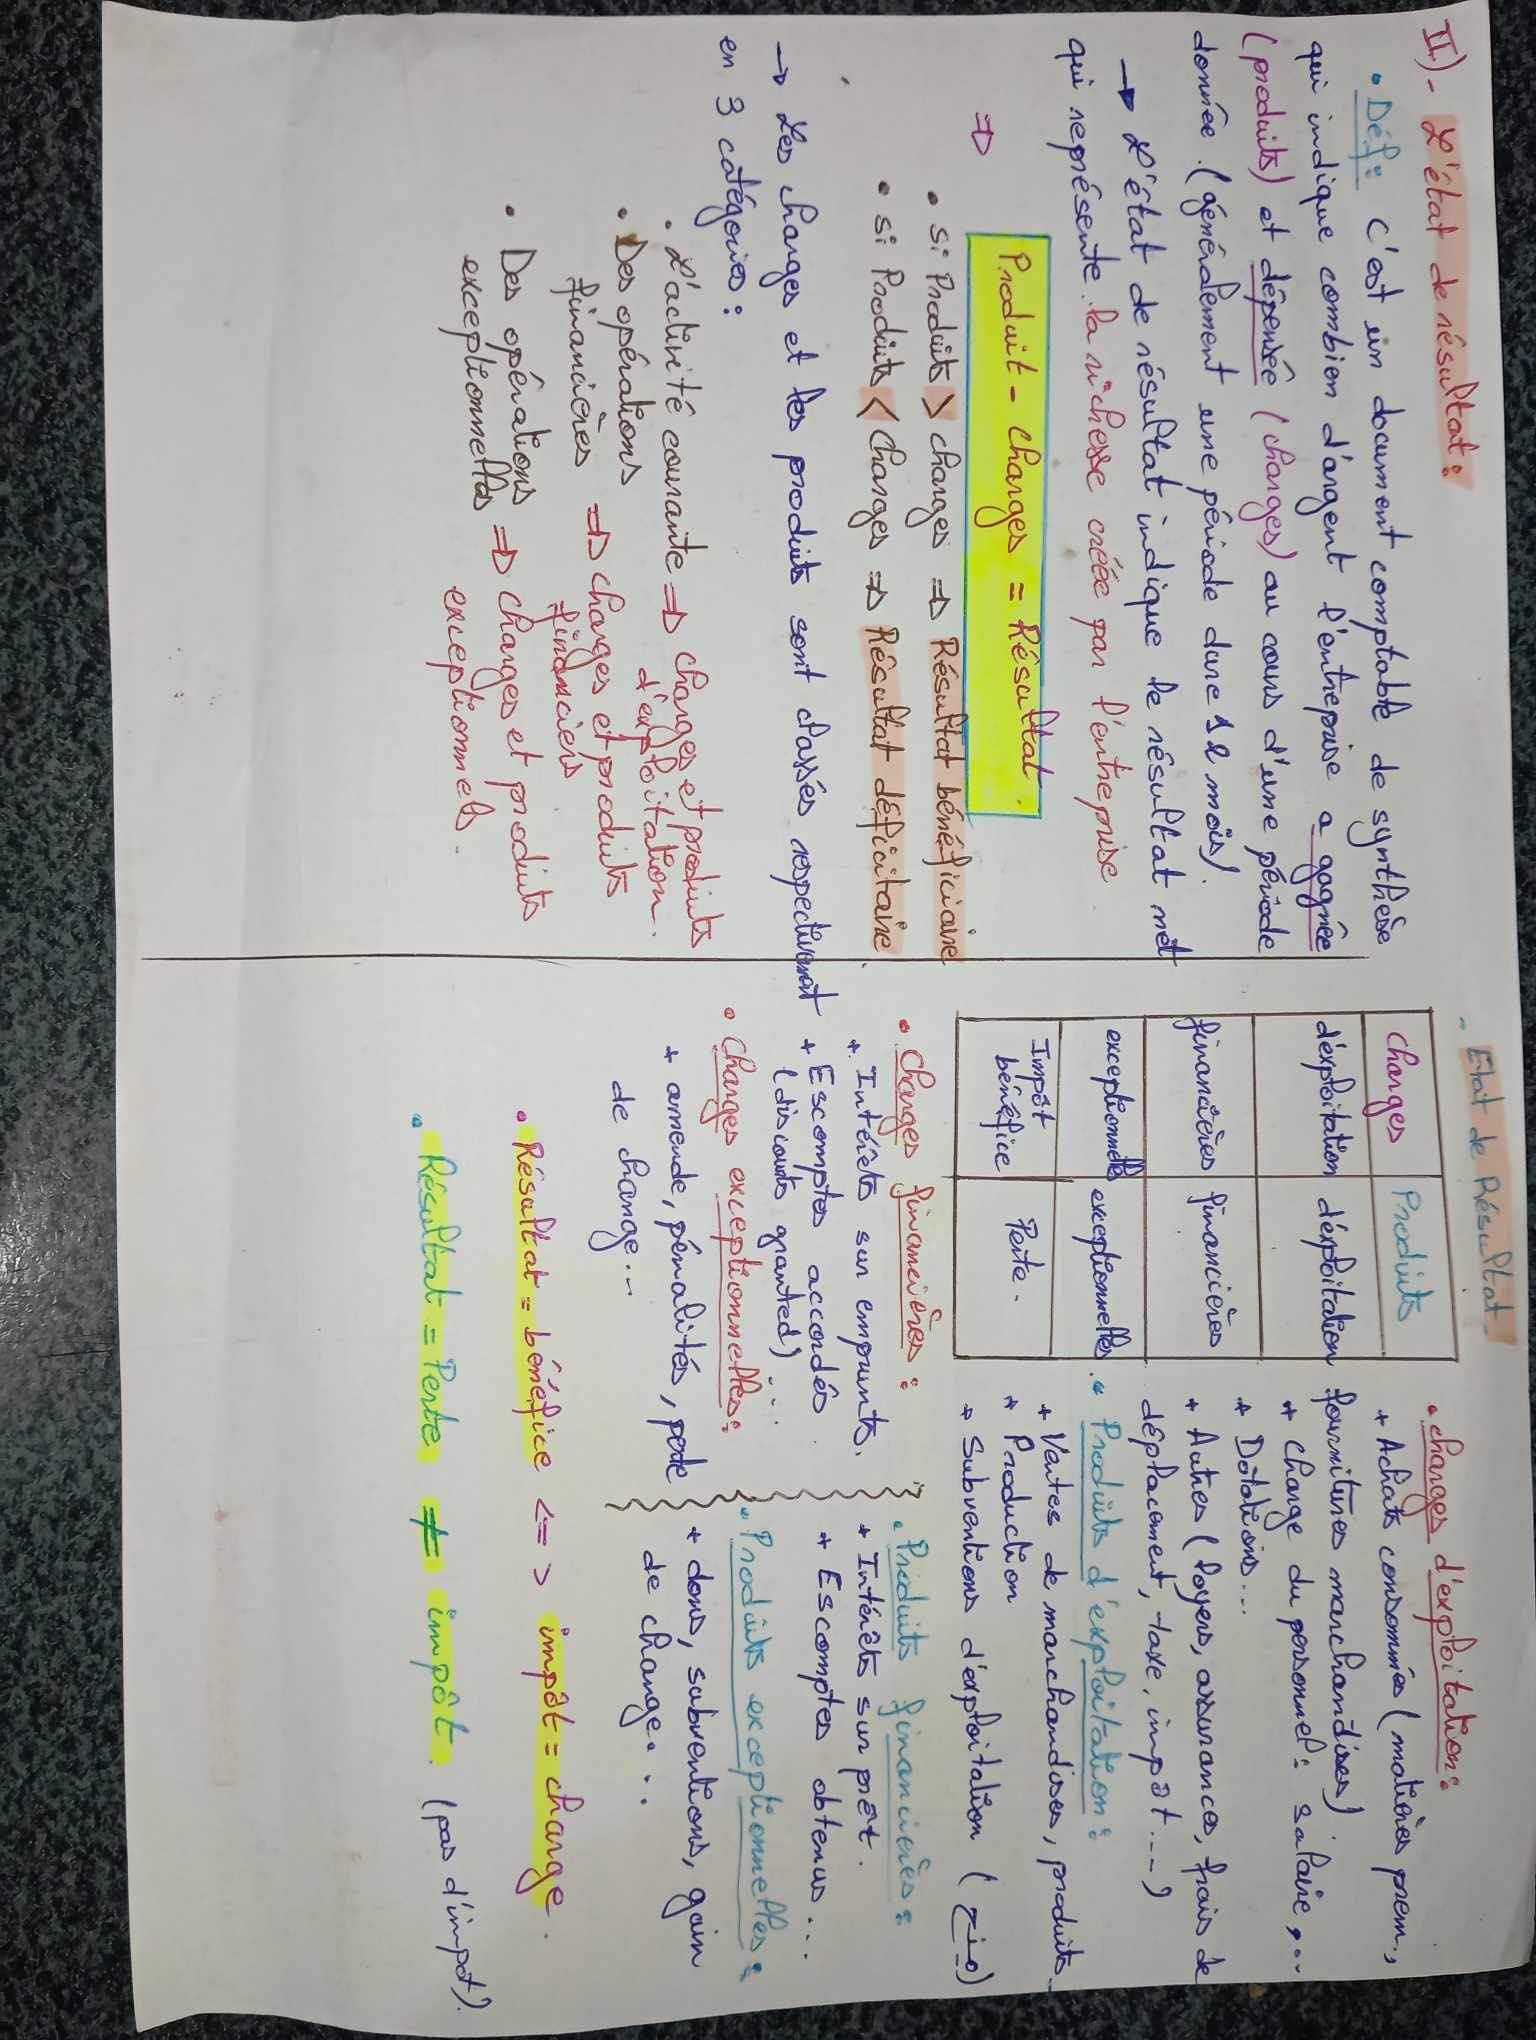 II)- L'état de résultat:
• Déf: C'est un document comptable de synthèse
qui indique combien d'argent l'entreprise a gagnée
(produits) et dépensée (charges) au cours d'une période
donnée. (généralement une période dure 12 mois).
→ L'état de résultat indique le résultat net
qui représente la richesse créée par l'entreprise
Produit - charges = Résultat.
⇒
• si Produits > charges ⇒ Résultat bénéficiaire
• si Produits < charges ⇒ Résultat déficitaire
→ Les charges et les produits sont classés respectivement
en 3 catégories:
• L'activité courante ⇒ charges et produits
d'exploitation.
• Des opérations
financières ⇒ charges et produits
financiers
• Des opérations
exceptionnelles ⇒ charges et produits
exceptionnels.
- Etat de Résultat -
charges Produits
d'éxploitation d'éxploitation
financières financières
exceptionnelles exceptionnelles
Impôt
bénéfice Perte.
• charges d'exploitation:
+ Achats consommés (matières prem.,
fournitures marchandises).
+ charge du personnel: salaire,...
+ Dotations...
+ Autres (loyers, assurances, frais de
déplacement, taxe, impôt...)
• Produits d'exploitation:
+ Ventes de marchandises, produits
+ Production
+ Subventions d'exploitation (منح)
• Charges financières:
+ Intérêts sur emprunts.
+ Escomptes accordés
(discounts granted)...
• Charges exceptionnelles:
+ amende, pénalités, perte
de change...
• Produits financières:
+ Intérêts sur prêt.
+ Escomptes obtenus...
• Produits exceptionnelles:
+ dons, subventions, gain
de change...
• Résultat = bénéfice <=> impôt = charge.
• Résultat = Perte ≠ impôt. (pas d'impot).